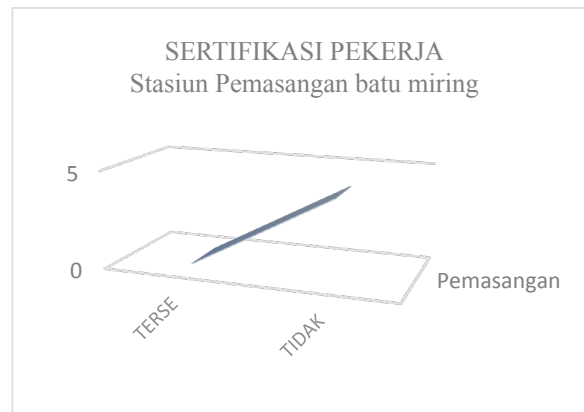 SERTIFIKASI PEKERJA
Stasiun Pemasangan batu miring
5
0
Pemasangan
TERSE
TIDAK